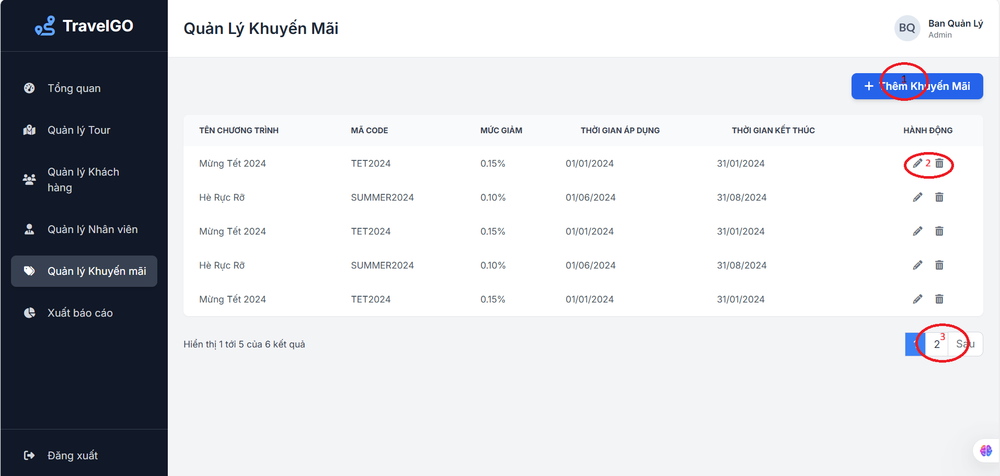 TravelGO
Quản Lý Khuyến Mãi
BQ
Ban Quản Lý
Admin
Tổng quan
Quản lý Tour
Quản lý Khách
hàng
Quản lý Nhân viên
Quản lý Khuyến mãi
Xuất báo cáo
Đăng xuất
1
+ Thêm Khuyến Mãi
TÊN CHƯƠNG TRÌNH MÃ CODE MỨC GIẢM THỜI GIAN ÁP DỤNG THỜI GIAN KẾT THÚC HÀNH ĐỘNG
Mừng Tết 2024 TET2024 0.15% 01/01/2024 31/01/2024 2
Hè Rực Rỡ SUMMER2024 0.10% 01/06/2024 31/08/2024
Mừng Tết 2024 TET2024 0.15% 01/01/2024 31/01/2024
Hè Rực Rỡ SUMMER2024 0.10% 01/06/2024 31/08/2024
Mừng Tết 2024 TET2024 0.15% 01/01/2024 31/01/2024
Hiển thị 1 tới 5 của 6 kết quả
3
1 2 Sau